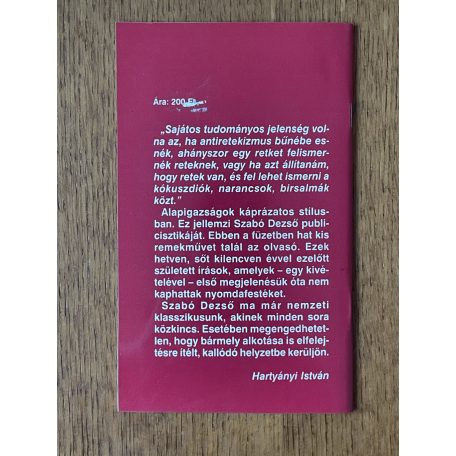 Ára: 200 Ft
„Sajátos tudományos jelenség vol-
na az, ha antiretekizmus bűnébe es-
nék, ahányszor egy retket felismer-
nék reteknek, vagy ha azt állítanám,
hogy retek van, és fel lehet ismerni a
kókuszdiók, narancsok, birsalmák
közt.”
Alapigazságok káprázatos stílus-
ban. Ez jellemzi Szabó Dezső publi-
cisztikáját. Ebben a füzetben hat kis
remekművet talál az olvasó. Ezek
hetven, sőt kilencven évvel ezelőtt
született írások, amelyek – egy kivé-
telével – első megjelenésük óta nem
kaphattak nyomdafestéket.
Szabó Dezső ma már nemzeti
klasszikusunk, akinek minden sora
közkincs. Esetében megengedhetet-
len, hogy bármely alkotása is elfelej-
tésre ítélt, kallódó helyzetbe kerüljön.
Hartyányi István